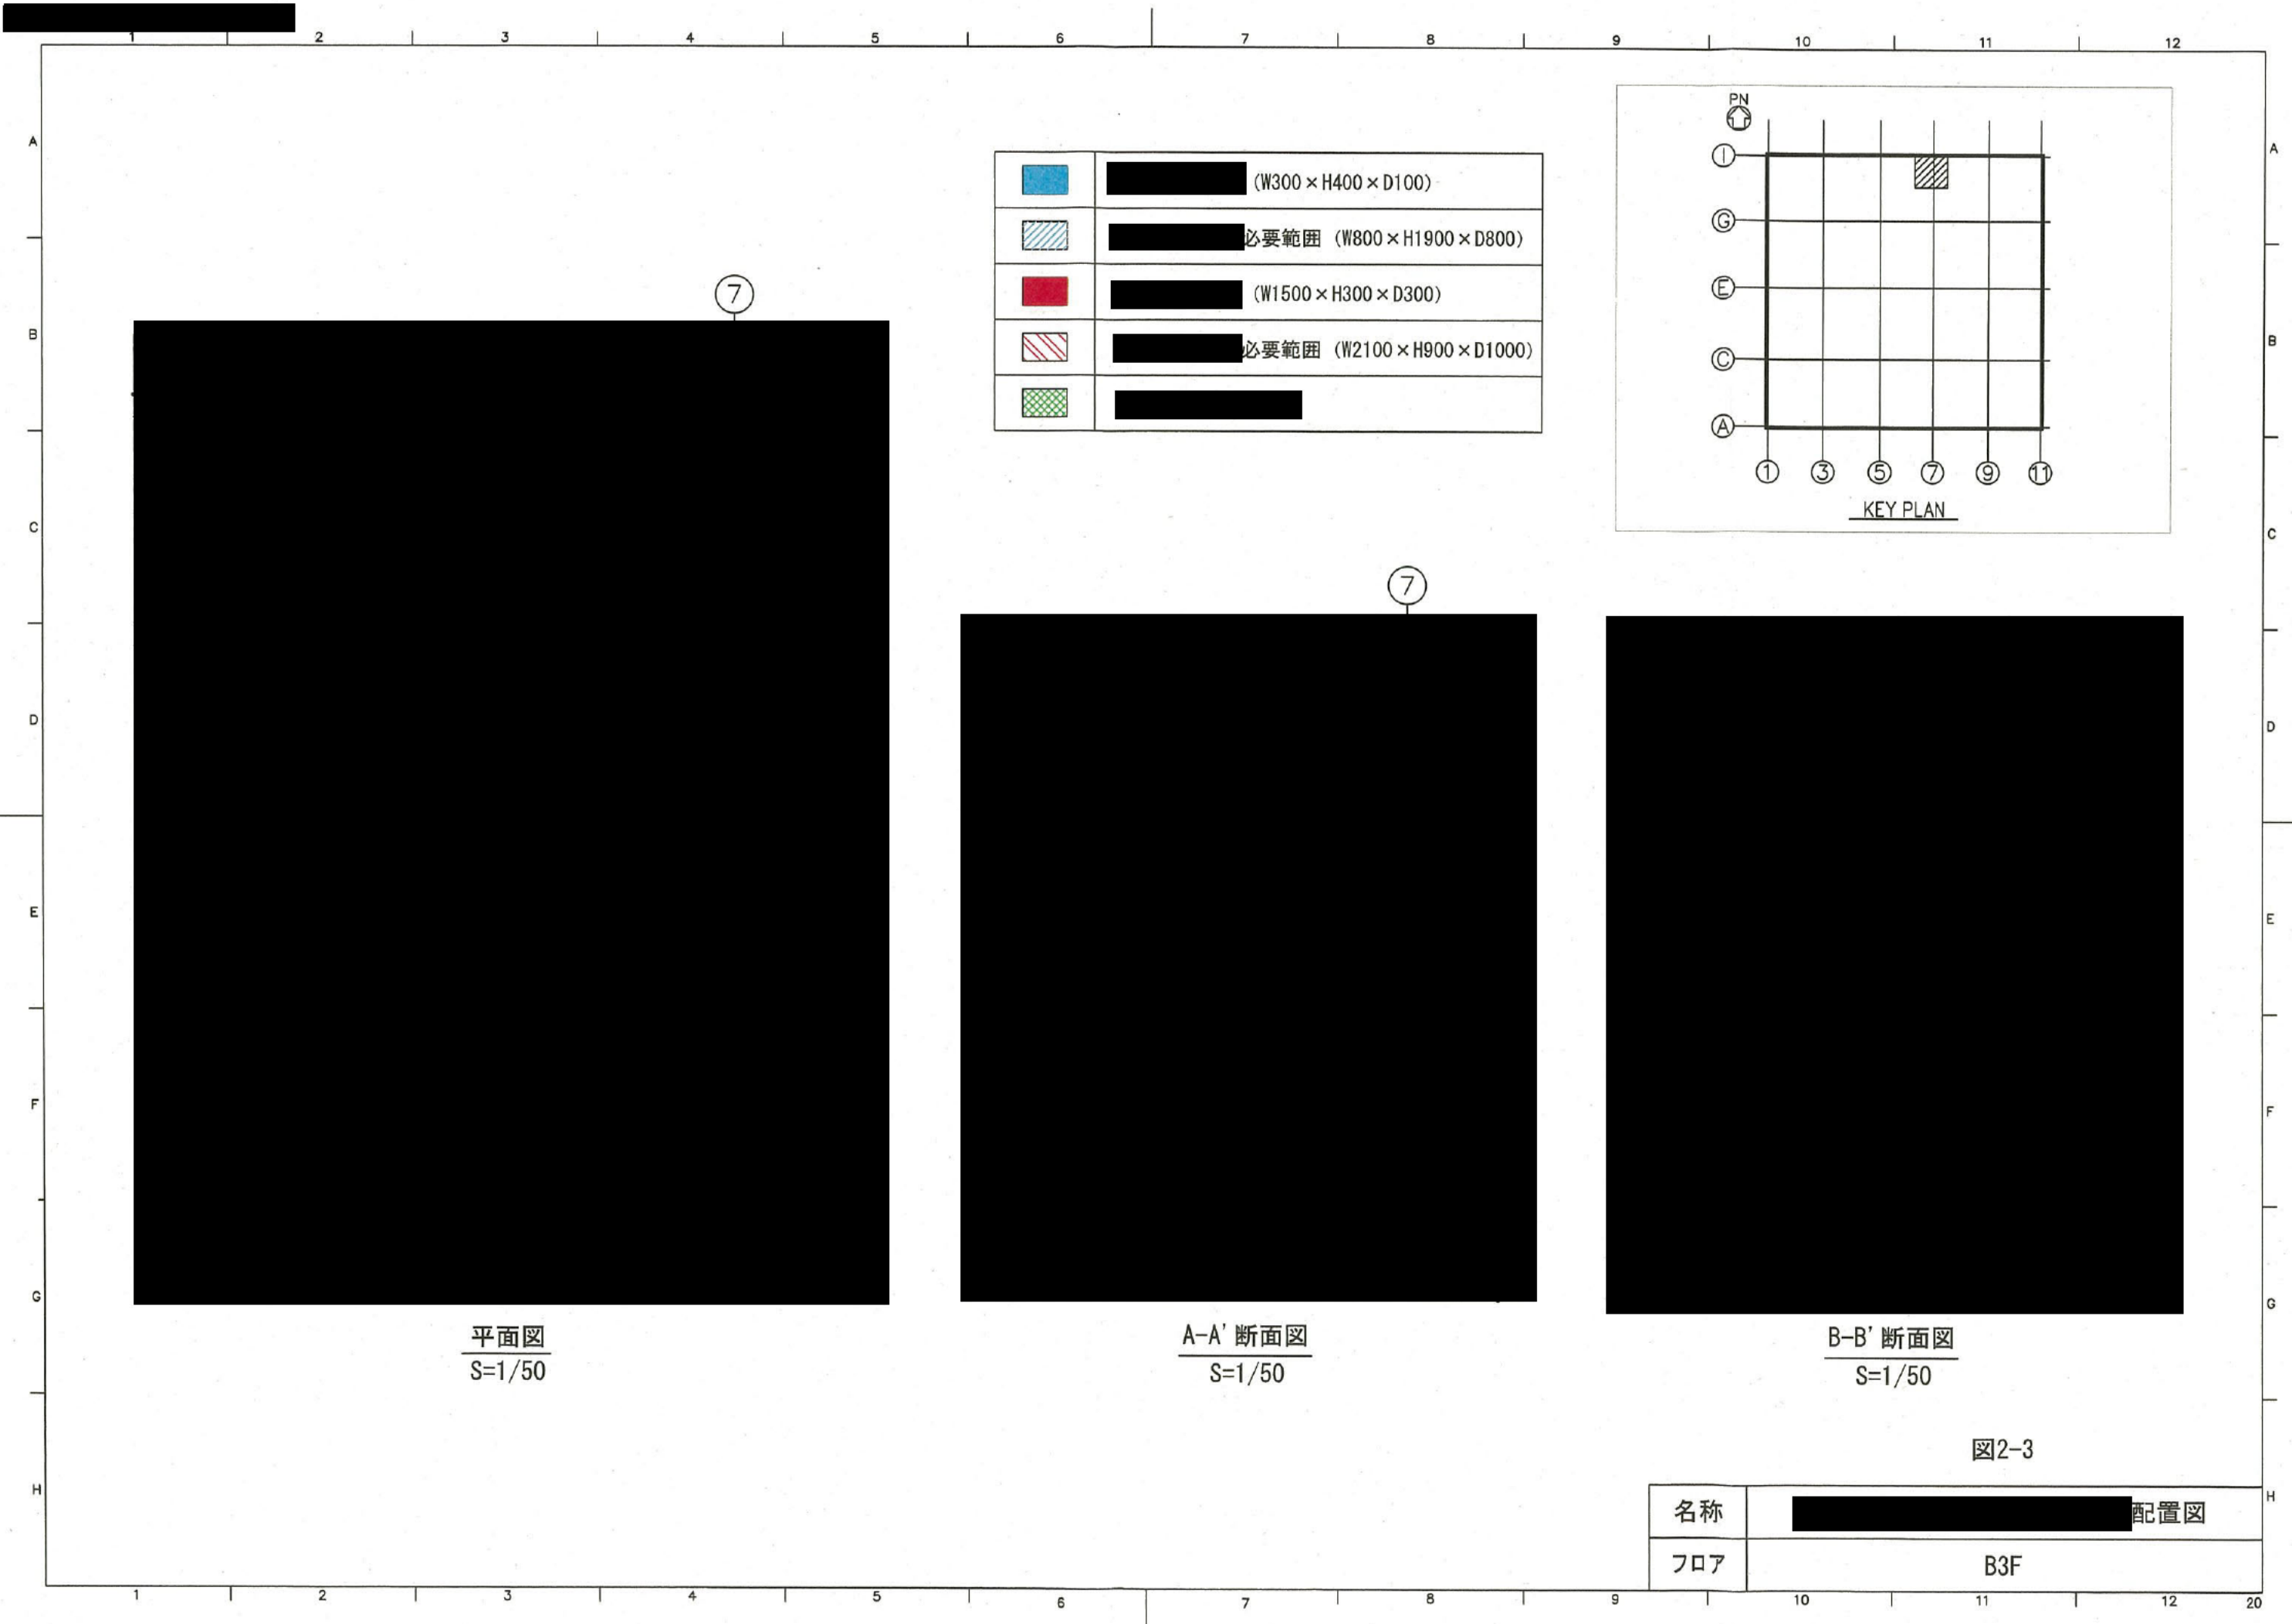 1 2 3 4 5 6 7 8 9 10 11 12
A A
B B
C C
D D
E E
F F
G G
H H
(W300×H400×D100)
必要範囲 (W800×H1900×D800)
(W1500×H300×D300)
必要範囲 (W2100×H900×D1000)
PN
I
G
E
C
A
1 3 5 7 9 11
KEY PLAN
7
7
平面図
S=1/50
A-A' 断面図
S=1/50
B-B' 断面図
S=1/50
図2-3
名称 配置図
フロア B3F
1 2 3 4 5 6 7 8 9 10 11 12 20